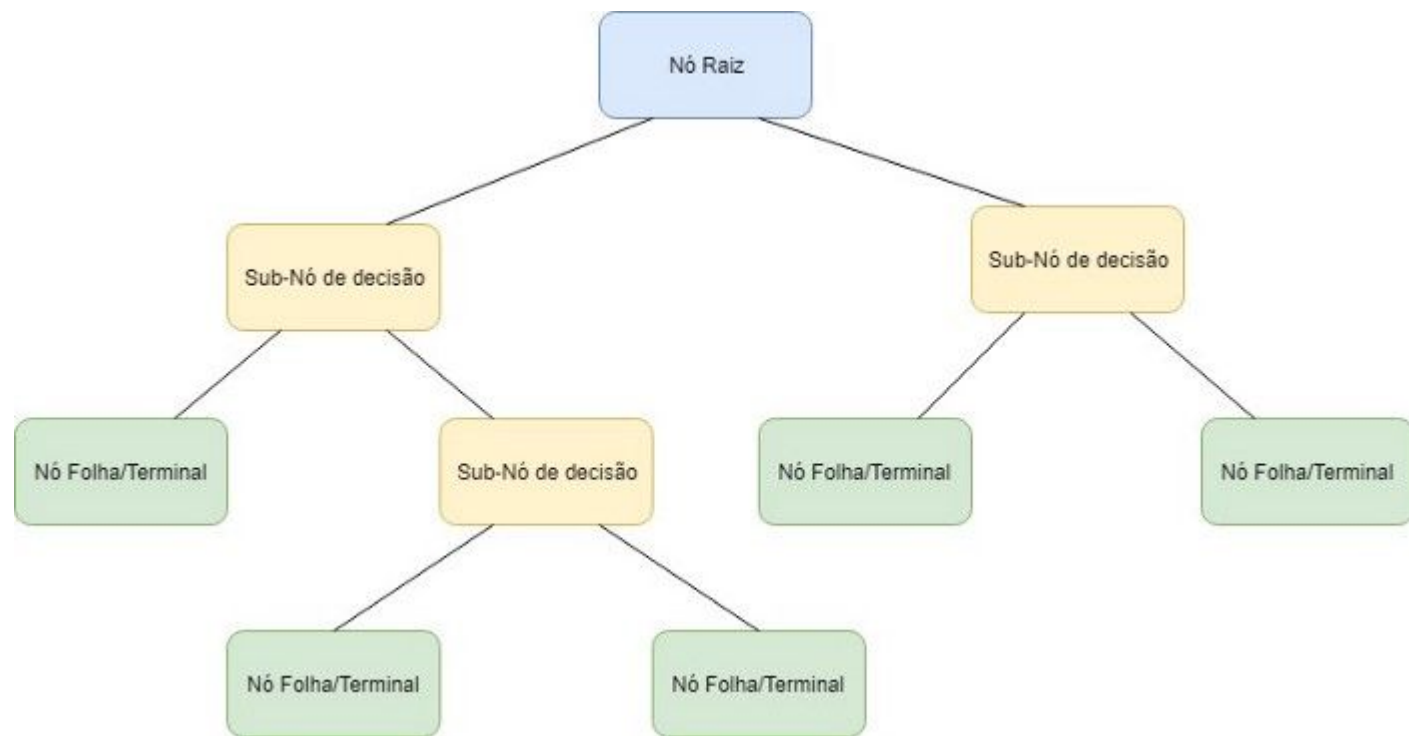 Nó Raiz
Sub-Nó de decisão
Sub-Nó de decisão
Nó Folha/Terminal
Sub-Nó de decisão
Nó Folha/Terminal
Nó Folha/Terminal
Nó Folha/Terminal
Nó Folha/Terminal